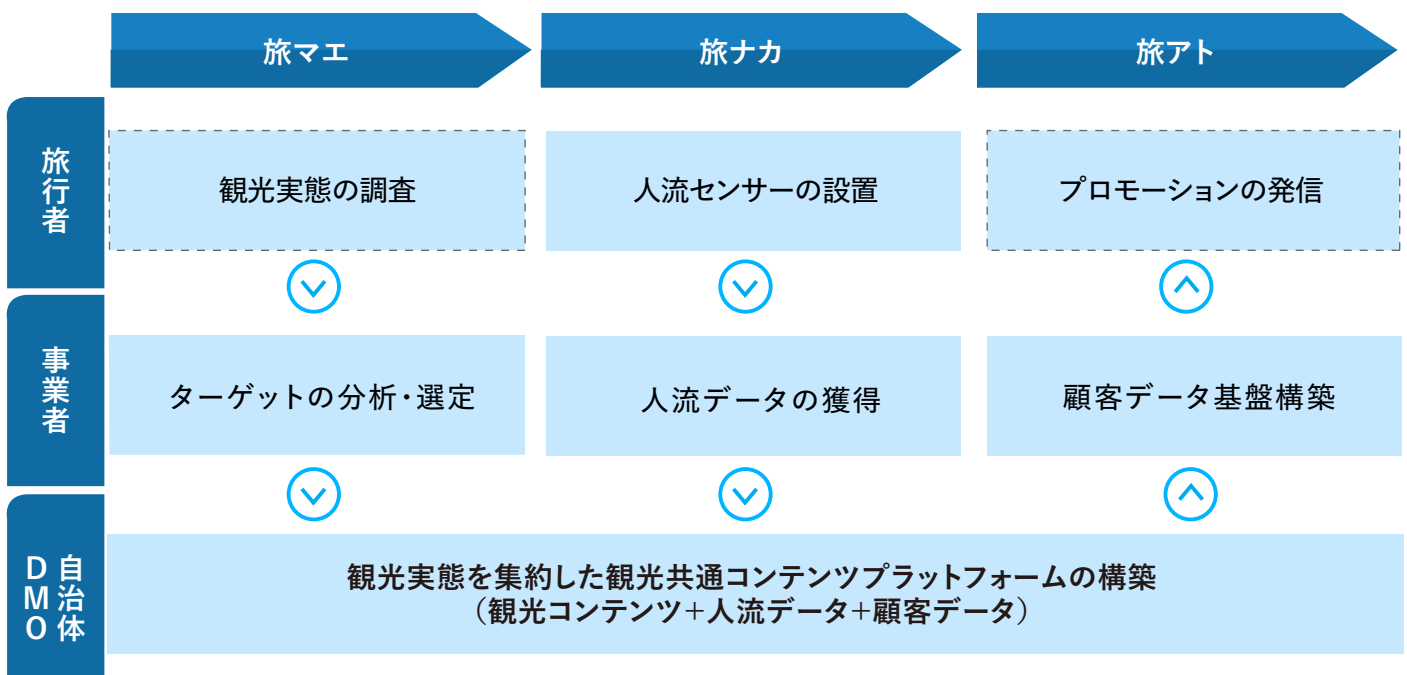 旅マエ
旅ナカ
旅アト
旅行者
観光実態の調査
人流センサーの設置
プロモーションの発信
事業者
ターゲットの分析・選定
人流データの獲得
顧客データ基盤構築
自治体
DMO
観光実態を集約した観光共通コンテンツプラットフォームの構築
（観光コンテンツ＋人流データ＋顧客データ）